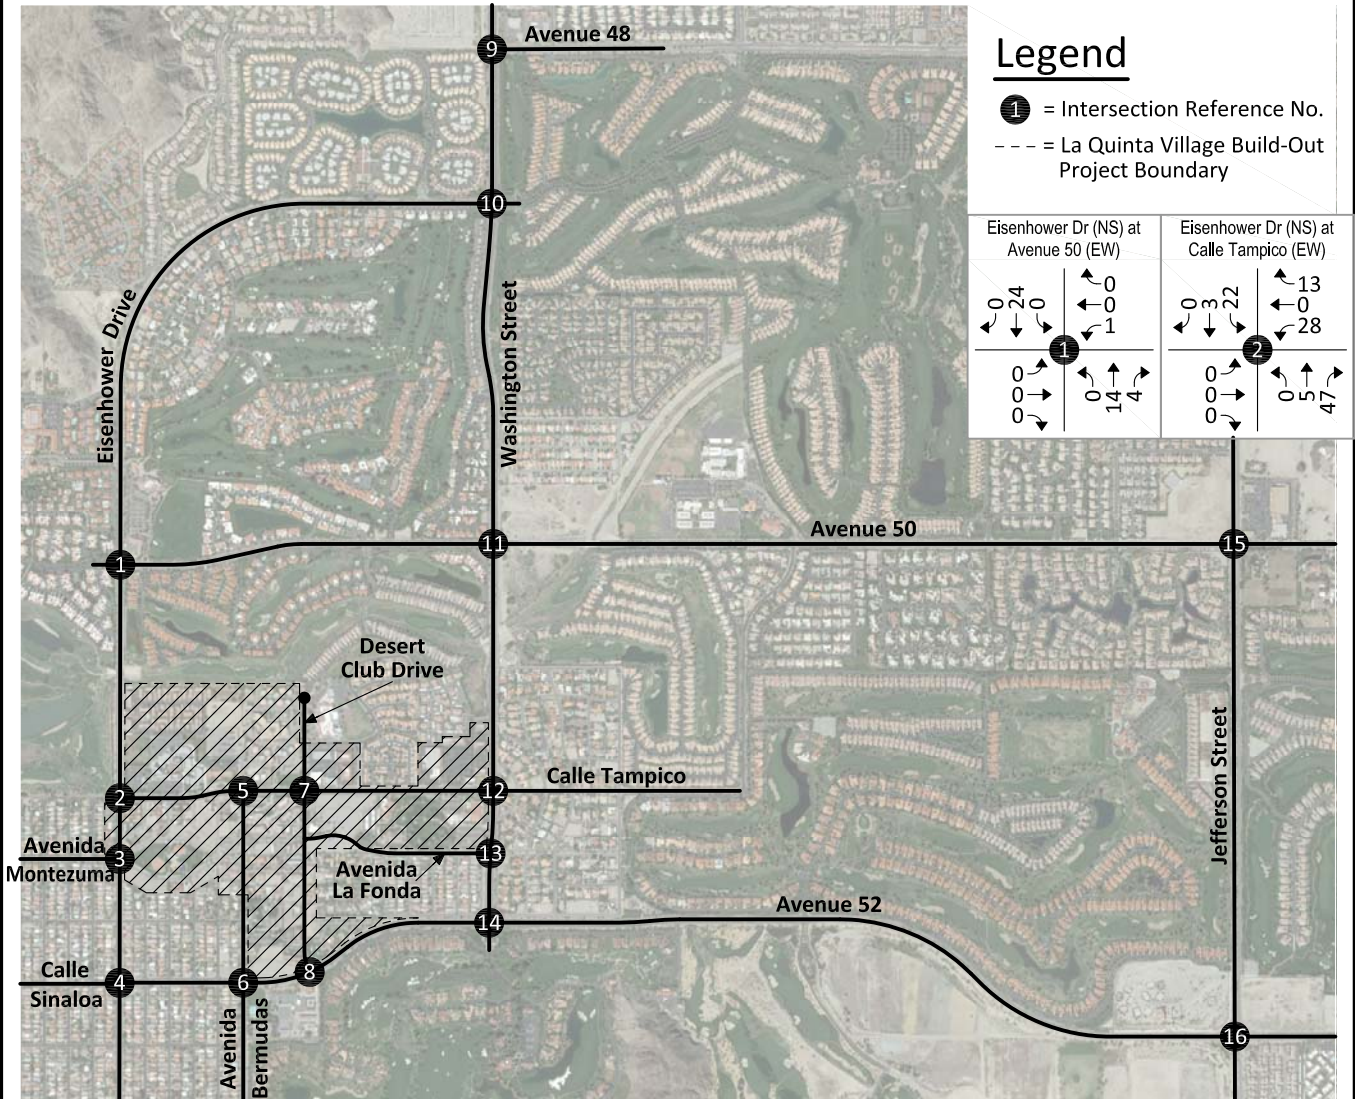 Avenue 48
9
10
Eisenhower Drive
Washington Street
Avenue 50
1
11
15
Desert
Club Drive
Calle Tampico
2
5
7
12
Jefferson Street
Avenida
Montezuma
3
Avenida
La Fonda
13
Avenue 52
14
Calle
Sinaloa
4
6
8
Avenida
Bermudas
16
Legend
1 = Intersection Reference No.
= La Quinta Village Build-Out
Project Boundary
Eisenhower Dr (NS) at
Avenue 50 (EW)
0 24 0
0
0
1
1
0
0
0
0 14 4
Eisenhower Dr (NS) at
Calle Tampico (EW)
0 3 22
13
0
28
2
0
0
0
0 5 47